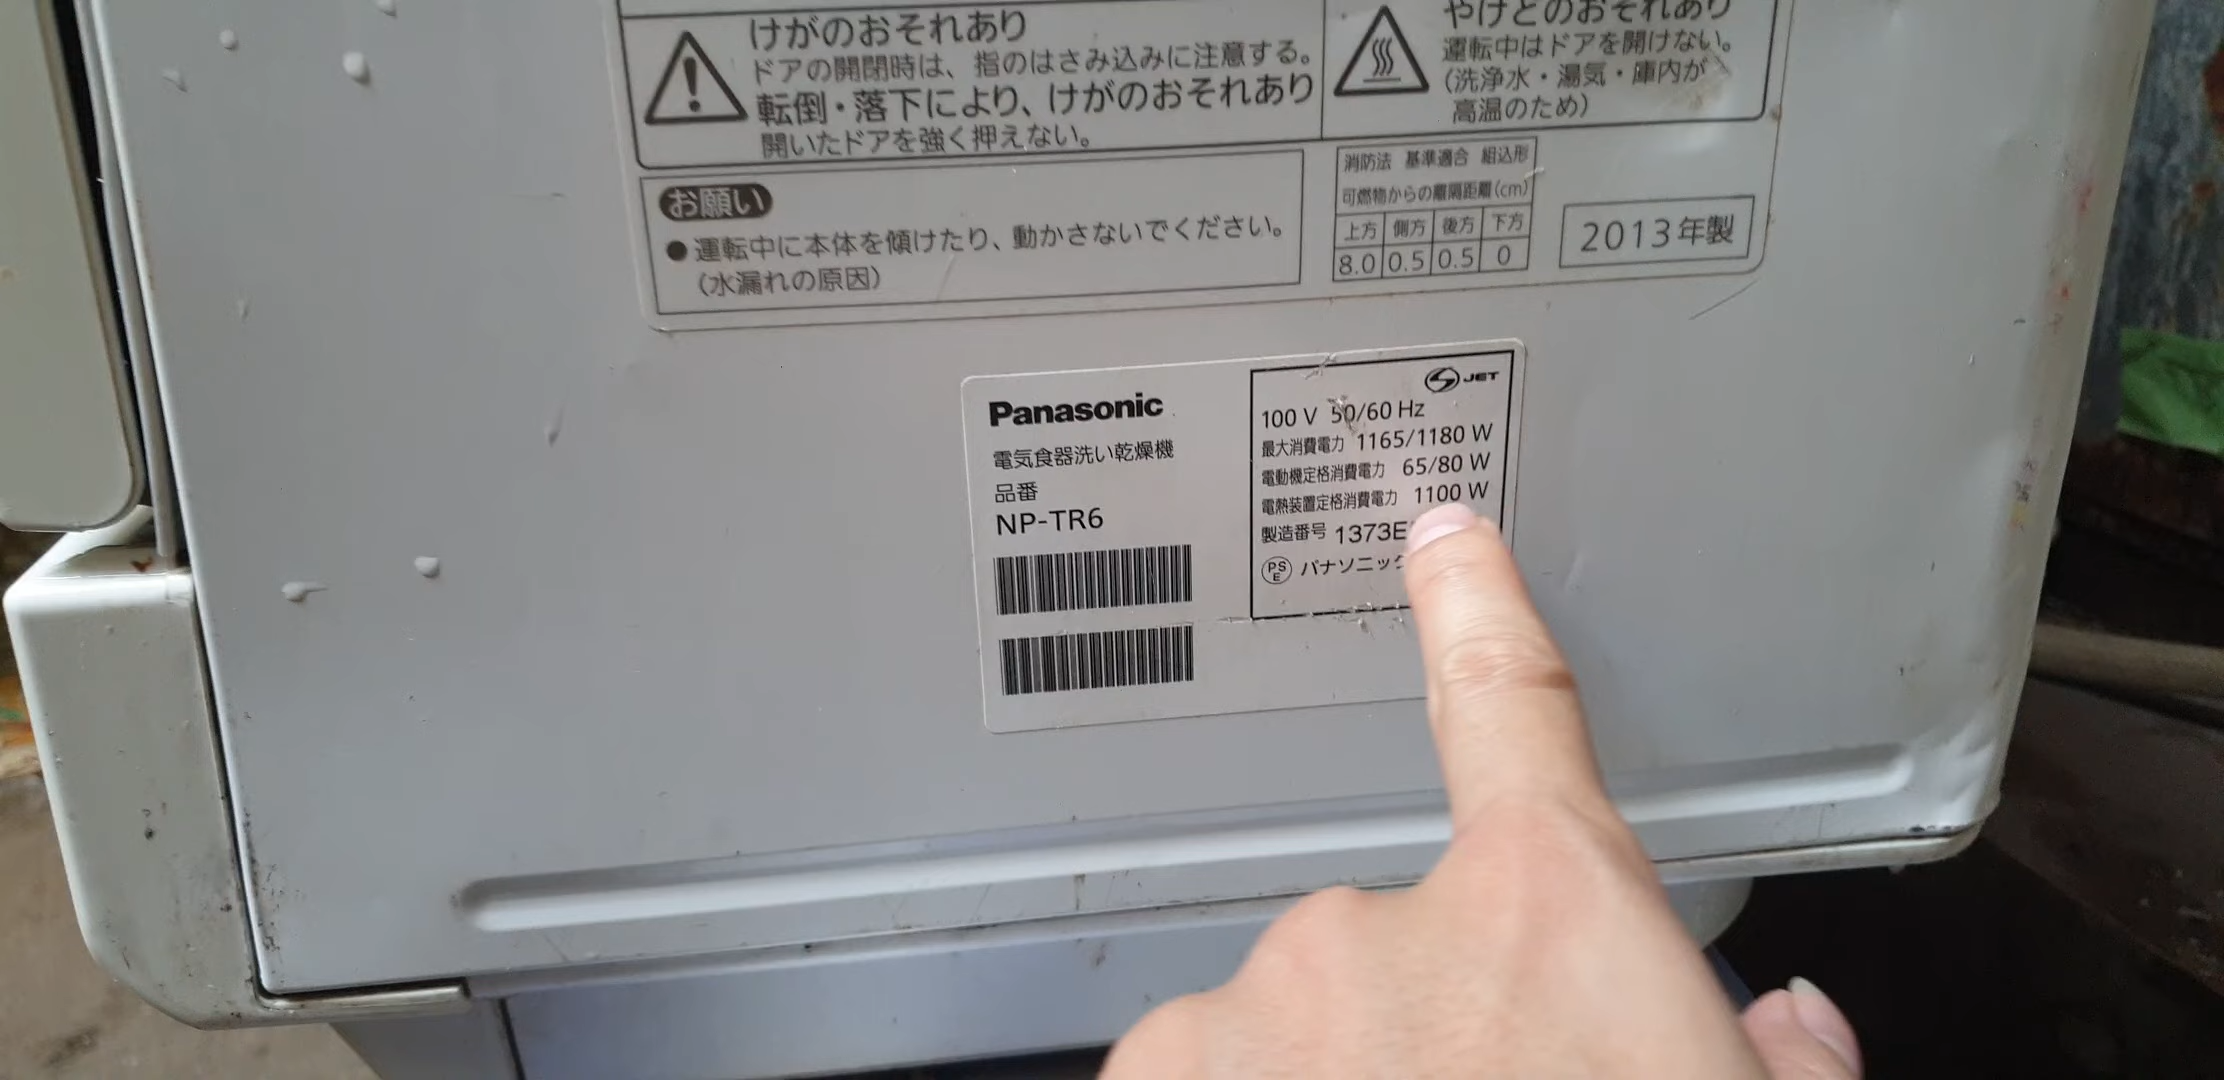 けがのおそれあり
ドアの開閉時は、指のはさみ込みに注意する。
転倒・落下により、けがのおそれあり
開いたドアを強く押えない。
やけどのおそれあり
運転中はドアを開けない。
(洗浄水・湯気・庫内が
高温のため)
お願い
●運転中に本体を傾けたり、動かさないでください。
(水漏れの原因)
消防法 基準適合 組込形
可燃物からの離隔距離(cm)
上方 側方 後方 下方
8.0 0.5 0.5 0
2013年製
Panasonic
電気食器洗い乾燥機
品番
NP-TR6
JET
100 V 50/60 Hz
最大消費電力 1165/1180 W
電動機定格消費電力 65/80 W
電熱装置定格消費電力 1100 W
製造番号 1373E
PSE パナソニック